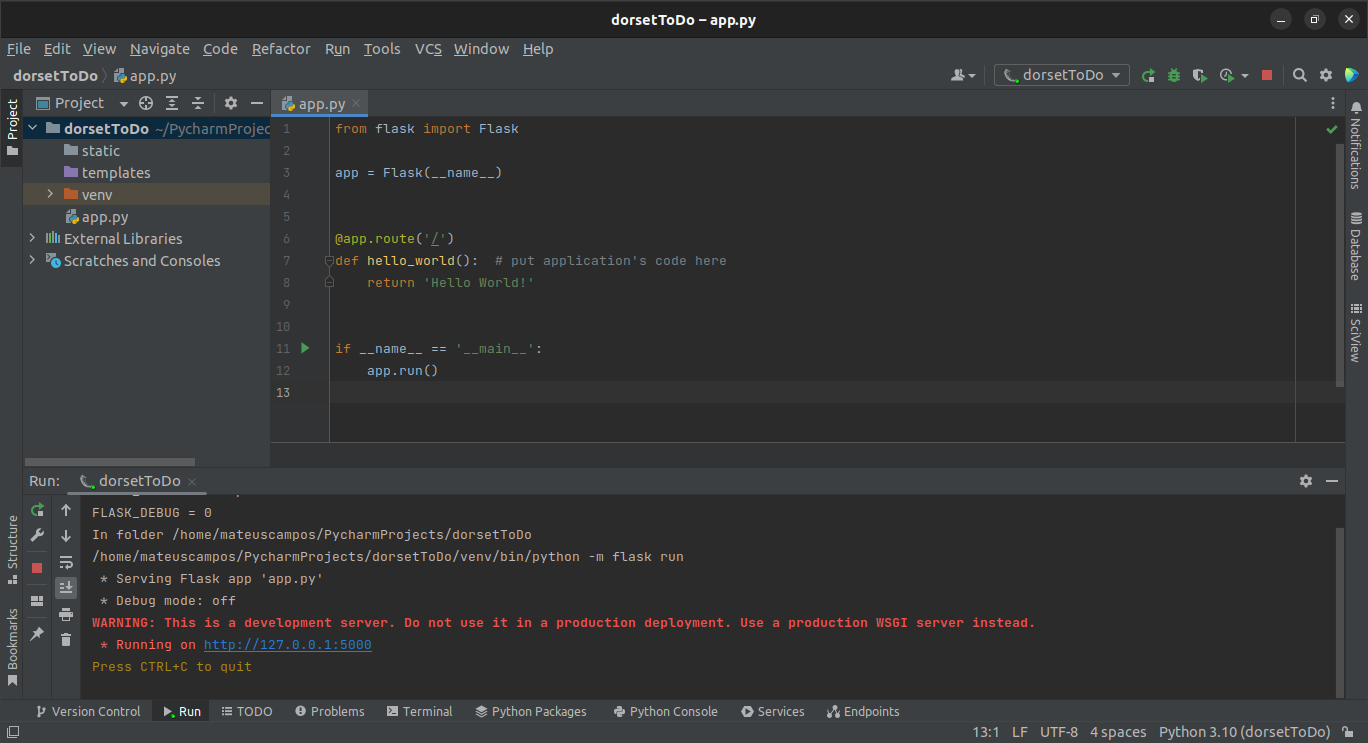 dorsetToDo – app.py
File Edit View Navigate Code Refactor Run Tools VCS Window Help
dorsetToDo app.py
dorsetToDo
Project
Project
dorsetToDo ~/PycharmProjec
static
templates
venv
app.py
External Libraries
Scratches and Consoles
app.py
1 from flask import Flask
2
3 app = Flask(__name__)
4
5
6 @app.route('/')
7 def hello_world():  # put application's code here
8     return 'Hello World!'
9
10
11 if __name__ == '__main__':
12     app.run()
13
Notifications
Database
SciView
Run: dorsetToDo
FLASK_DEBUG = 0
In folder /home/mateuscampos/PycharmProjects/dorsetToDo
/home/mateuscampos/PycharmProjects/dorsetToDo/venv/bin/python -m flask run
* Serving Flask app 'app.py'
* Debug mode: off
WARNING: This is a development server. Do not use it in a production deployment. Use a production WSGI server instead.
* Running on http://127.0.0.1:5000
Press CTRL+C to quit
Structure
Bookmarks
Version Control Run TODO Problems Terminal Python Packages Python Console Services Endpoints
13:1 LF UTF-8 4 spaces Python 3.10 (dorsetToDo)